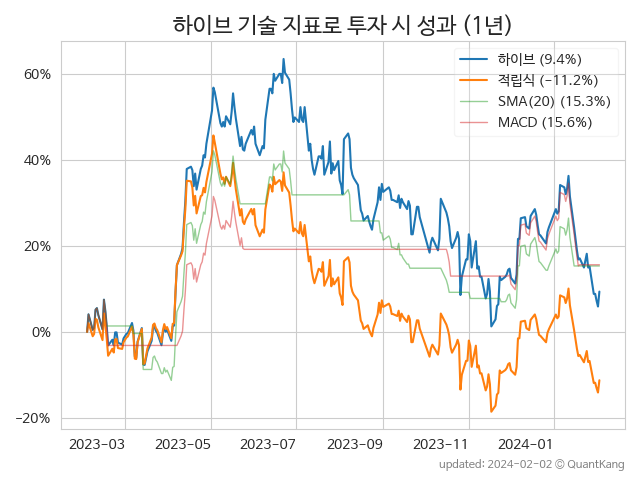 하이브 기술 지표로 투자 시 성과 (1년)
하이브 (9.4%)
적립식 (−11.2%)
SMA(20) (15.3%)
MACD (15.6%)
60%
40%
20%
0%
−20%
2023−03 2023−05 2023−07 2023−09 2023−11 2024−01
updated: 2024−02−02 © QuantKang